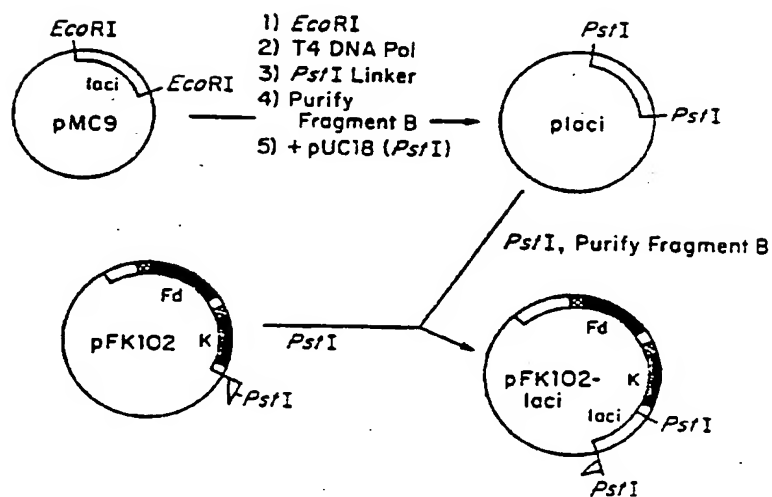 EcoRI
laci
EcoRI
pMC9
1) EcoRI
2) T4 DNA Pol
3) PstI Linker
4) Purify
Fragment B
5) + pUC18 (PstI)
PstI
PstI
placi
PstI, Purify Fragment B
Fd
pFK102
K
PstI
PstI
Fd
pFK102-
laci
K
laci
PstI
PstI